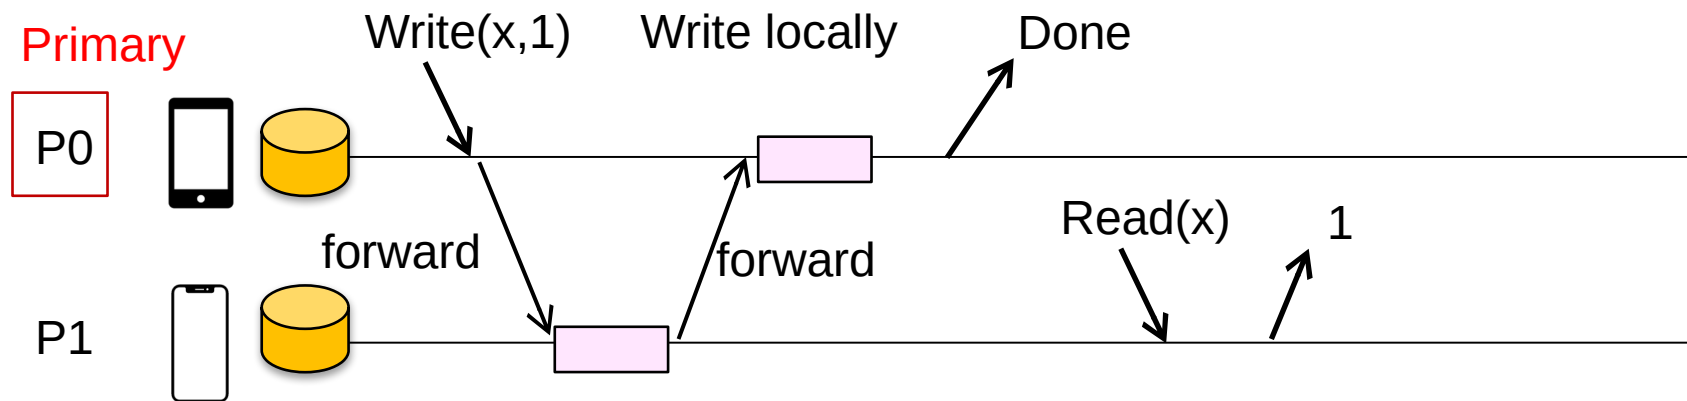 Primary
Write(x,1)
Write locally
Done
P0
forward
forward
Read(x)
1
P1